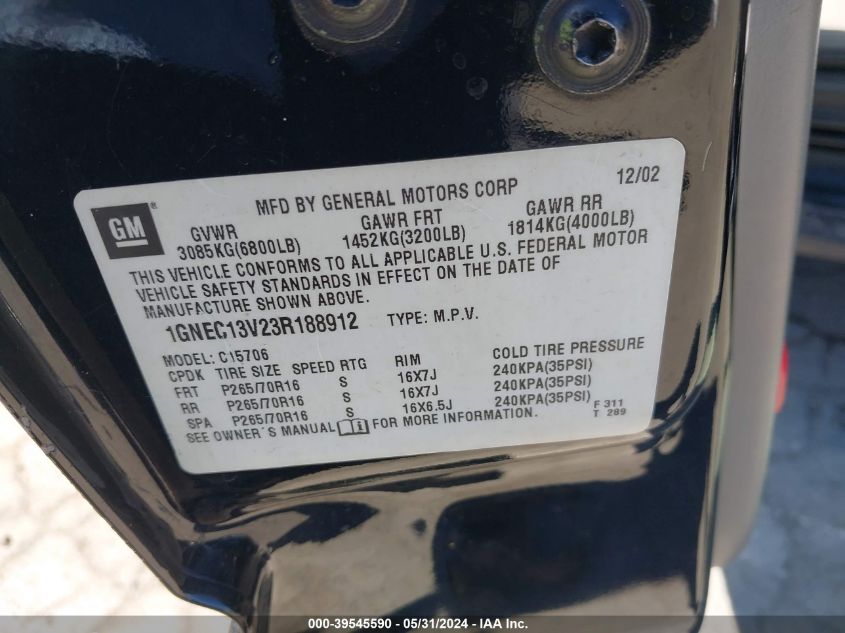 MFD BY GENERAL MOTORS CORP 12/02
GM
GVWR GAWR FRT GAWR RR
3085KG(6800LB) 1452KG(3200LB) 1814KG(4000LB)
THIS VEHICLE CONFORMS TO ALL APPLICABLE U.S. FEDERAL MOTOR
VEHICLE SAFETY STANDARDS IN EFFECT ON THE DATE OF
MANUFACTURE SHOWN ABOVE.
1GNEC13V23R188912 TYPE: M.P.V.
MODEL: C15706
CPDK TIRE SIZE SPEED RTG RIM COLD TIRE PRESSURE
FRT P265/70R16 S 16X7J 240KPA(35PSI)
RR P265/70R16 S 16X7J 240KPA(35PSI)
SPA P265/70R16 S 16X6.5J 240KPA(35PSI)
SEE OWNER'S MANUAL FOR MORE INFORMATION.
F 311
T 289
000-39545590 - 05/31/2024 - IAA Inc.